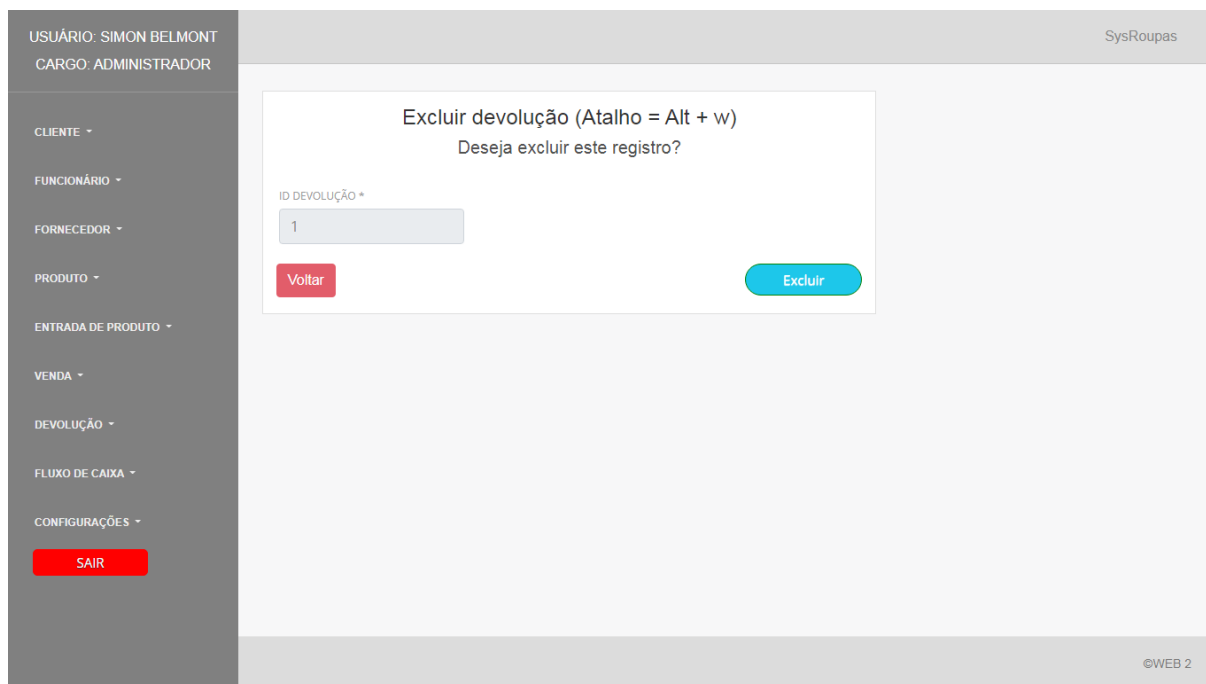 USUÁRIO: SIMON BELMONT
CARGO: ADMINISTRADOR
SysRoupas
CLIENTE
FUNCIONÁRIO
FORNECEDOR
PRODUTO
ENTRADA DE PRODUTO
VENDA
DEVOLUÇÃO
FLUXO DE CAIXA
CONFIGURAÇÕES
SAIR
Excluir devolução (Atalho = Alt + w)
Deseja excluir este registro?
ID DEVOLUÇÃO *
1
Voltar
Excluir
©WEB 2